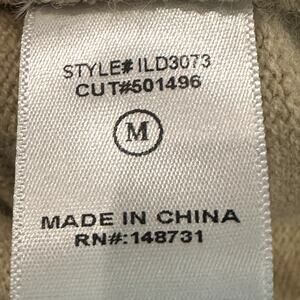 STYLE# ILD3073
CUT#501496
M
MADE IN CHINA
RN#:148731